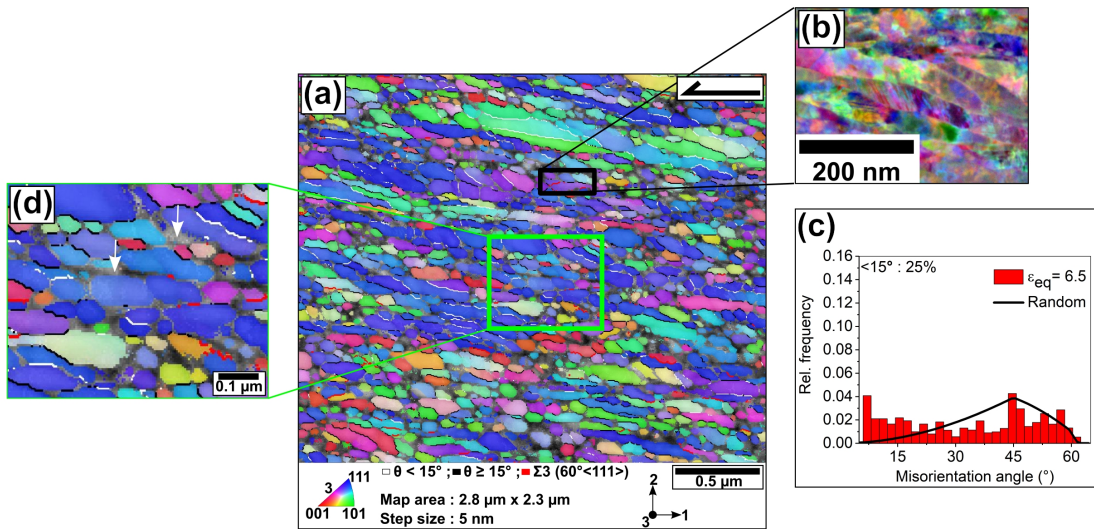 (a)
(b)
200 nm
(c)
0.16
0.14
0.12
0.10
0.08
0.06
0.04
0.02
0.00
Rel. frequency
<15° : 25%
εeq= 6.5
Random
15
30
45
60
Misorientation angle (°)
(d)
0.1 µm
θ < 15° ; θ ≥ 15° ; Σ3 (60°<111>)
0.5 µm
3
111
001
101
Map area : 2.8 µm x 2.3 µm
Step size : 5 nm
2
3
1